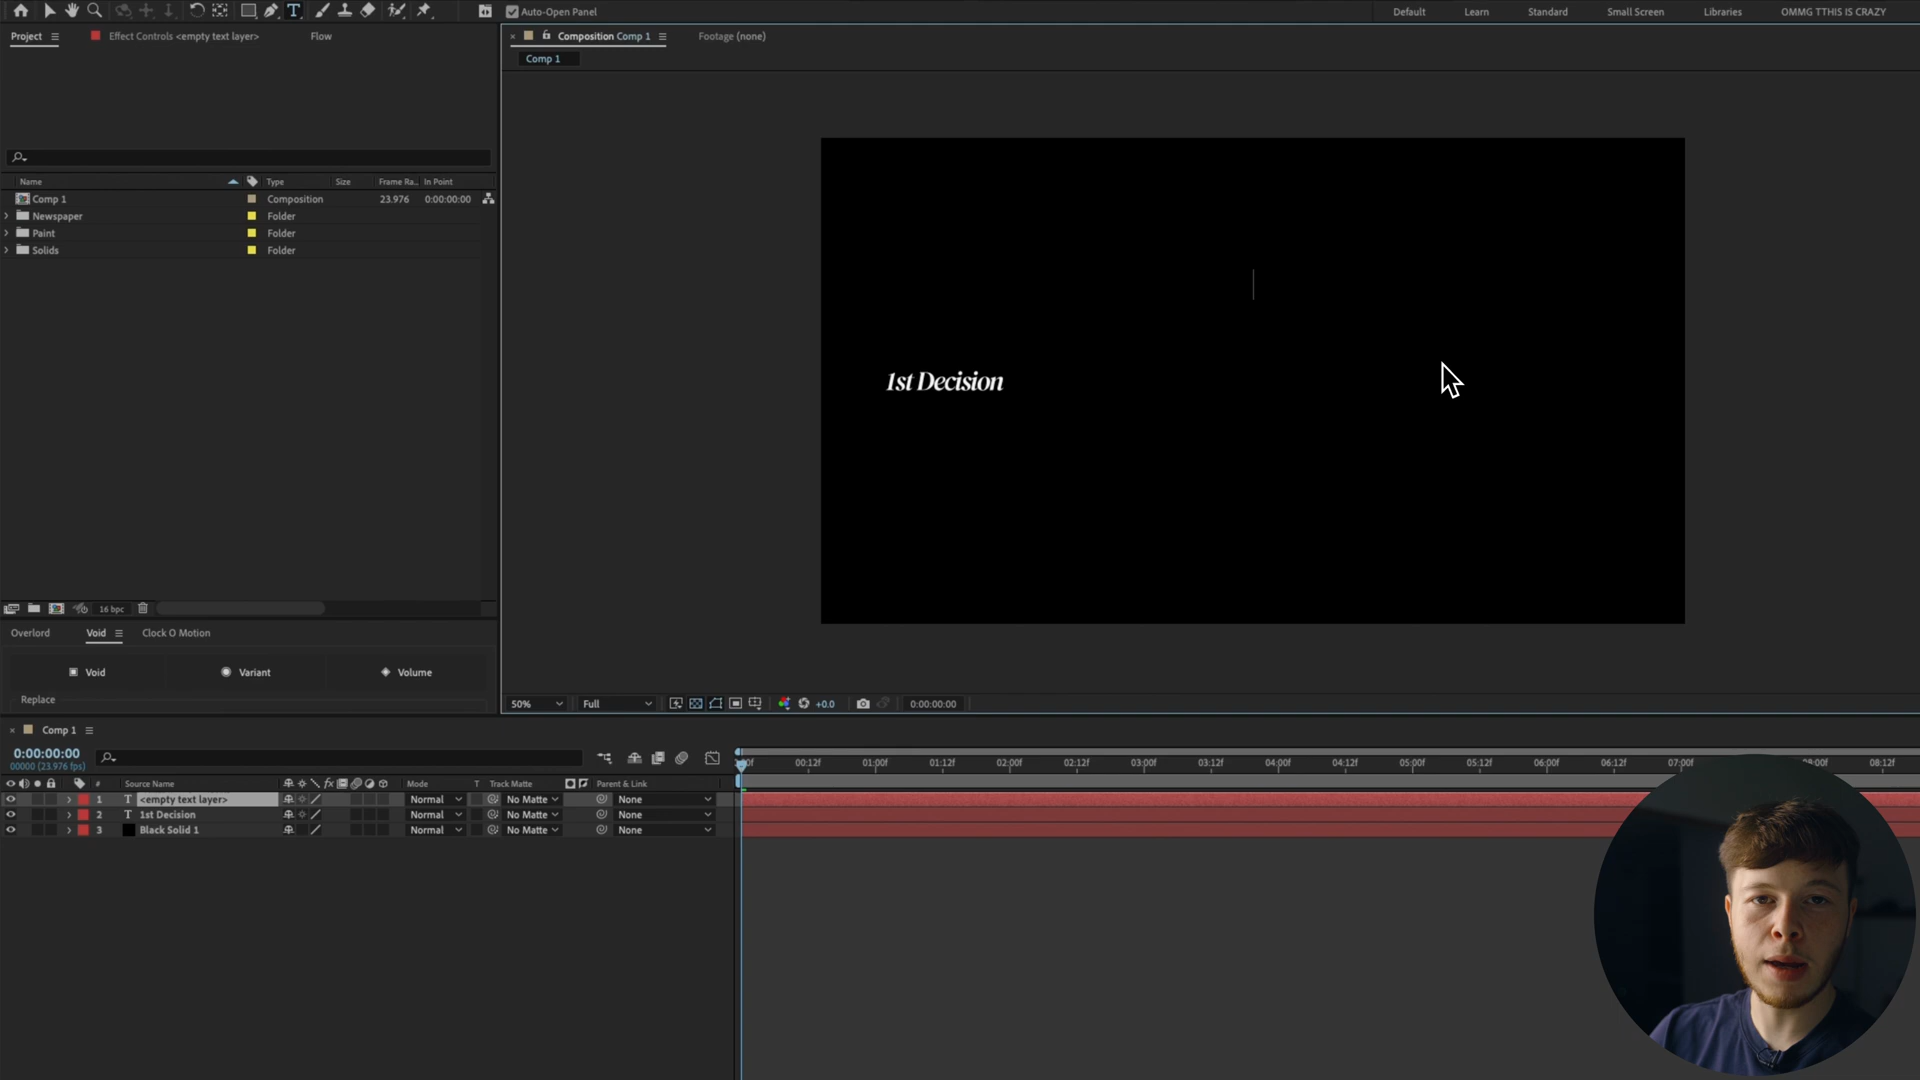 Auto-Open Panel
Default
Learn
Standard
Small Screen
Libraries
OMMG TTHIS IS CRAZY
Project
Effect Controls <empty text layer>
Flow
Composition Comp 1
Footage (none)
Comp 1
Name
Type
Size
Frame Ra...
In Point
Comp 1
Composition
23.976
0:00:00:00
Newspaper
Folder
Paint
Folder
Solids
Folder
1st Decision
16 bpc
Overlord
Void
Clock O Motion
Void
Variant
Volume
Replace
50%
Full
+0.0
0:00:00:00
Comp 1
0:00:00:00
00000 (23.976 fps)
00:12f
01:00f
01:12f
02:00f
02:12f
03:00f
03:12f
04:00f
04:12f
05:00f
05:12f
06:00f
06:12f
07:00f
08:00f
08:12f
#
Source Name
fx
Mode
T
Track Matte
Parent & Link
1
T
<empty text layer>
Normal
No Matte
None
2
T
1st Decision
Normal
No Matte
None
3
Black Solid 1
Normal
No Matte
None